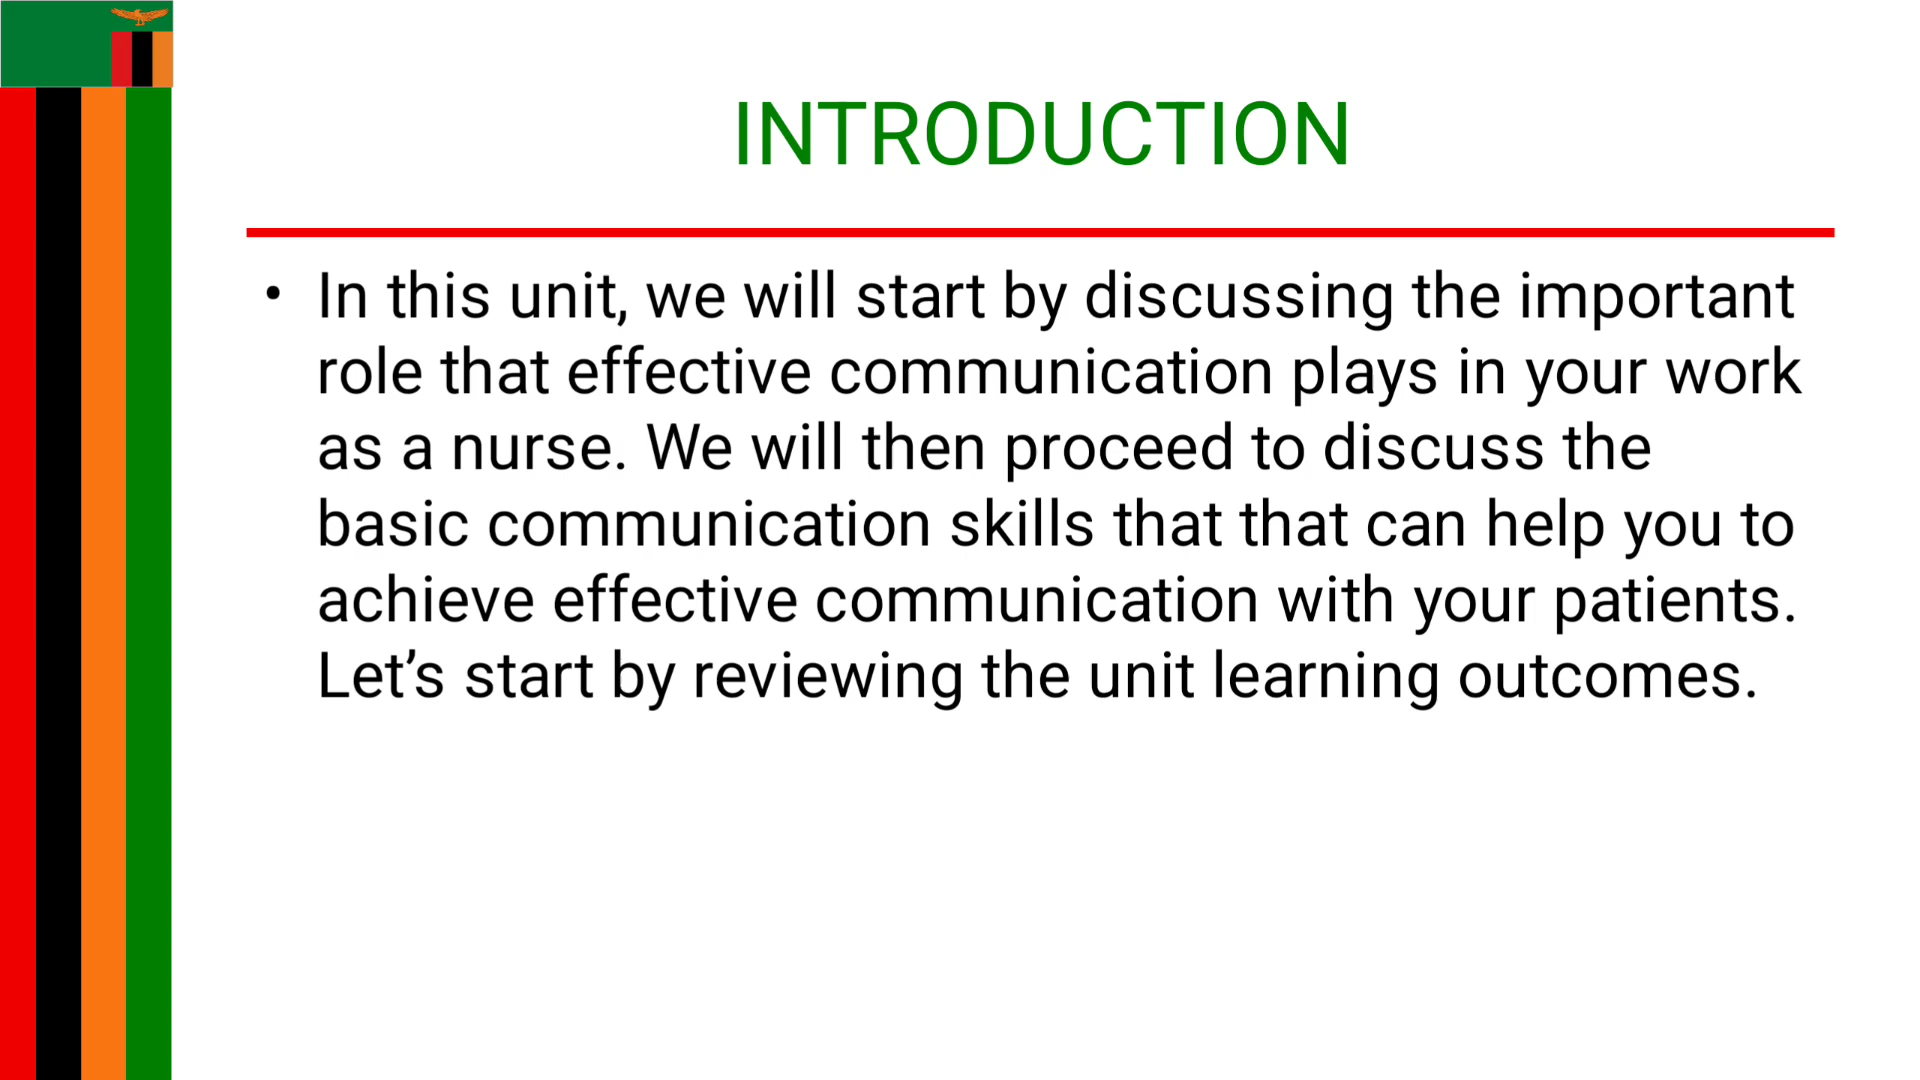 INTRODUCTION
• In this unit, we will start by discussing the important
role that effective communication plays in your work
as a nurse. We will then proceed to discuss the
basic communication skills that that can help you to
achieve effective communication with your patients.
Let’s start by reviewing the unit learning outcomes.